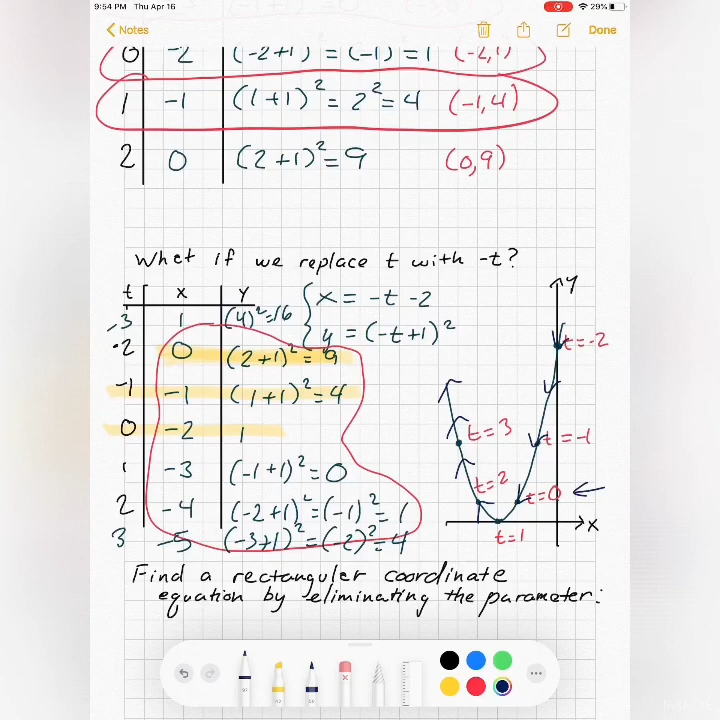 9:54 PM Thu Apr 16 29%
Notes Done
0 -2 (-2+1) = (-1) = 1 (-2,1)
1 -1 (1+1)² = 2² = 4 (-1,4)
2 0 (2+1)² = 9 (0,9)
What if we replace t with -t?
t x y
-3 1 (4)²=16 x = -t -2
-2 0 (2+1)² = 9 y = (-t+1)²
-1 -1 (1+1)² = 4
0 -2 1
1 -3 (-1+1)² = 0
2 -4 (-2+1)² = (-1)² = 1
3 -5 (-3+1)² = (-2)² = 4
y
t=-2
t=3 t=-1
t=2 t=0
x
t=1
Find a rectanguler coordinate
equation by eliminating the parameter: